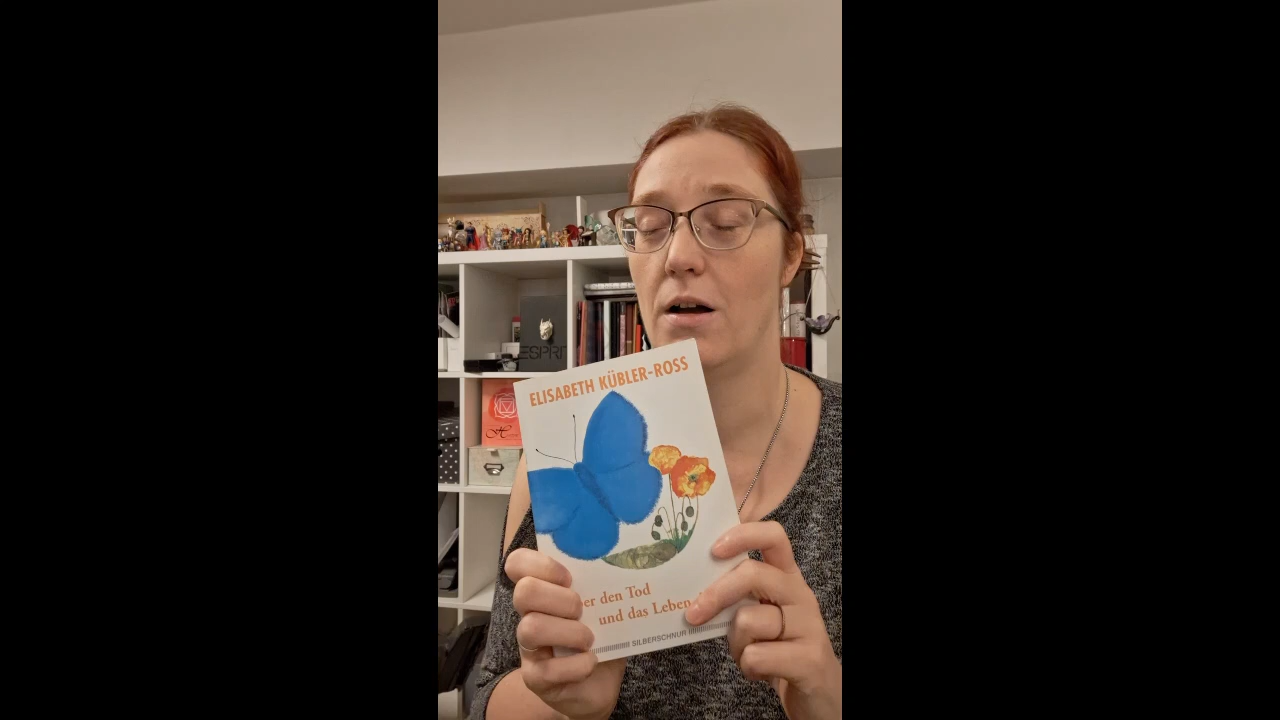 ESPRIT
ELISABETH KÜBLER-ROSS
er den Tod
und das Leben
SILBERSCHNUR